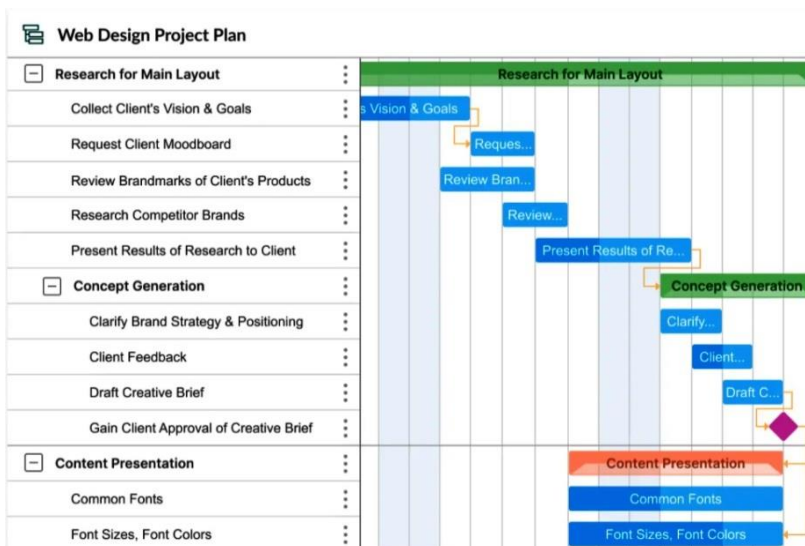 Web Design Project Plan
Research for Main Layout Research for Main Layout
Collect Client's Vision & Goals s Vision & Goals
Request Client Moodboard Reques...
Review Brandmarks of Client's Products Review Bran...
Research Competitor Brands Review...
Present Results of Research to Client Present Results of Re...
Concept Generation Concept Generation
Clarify Brand Strategy & Positioning Clarify...
Client Feedback Client...
Draft Creative Brief Draft C...
Gain Client Approval of Creative Brief
Content Presentation Content Presentation
Common Fonts Common Fonts
Font Sizes, Font Colors Font Sizes, Font Colors